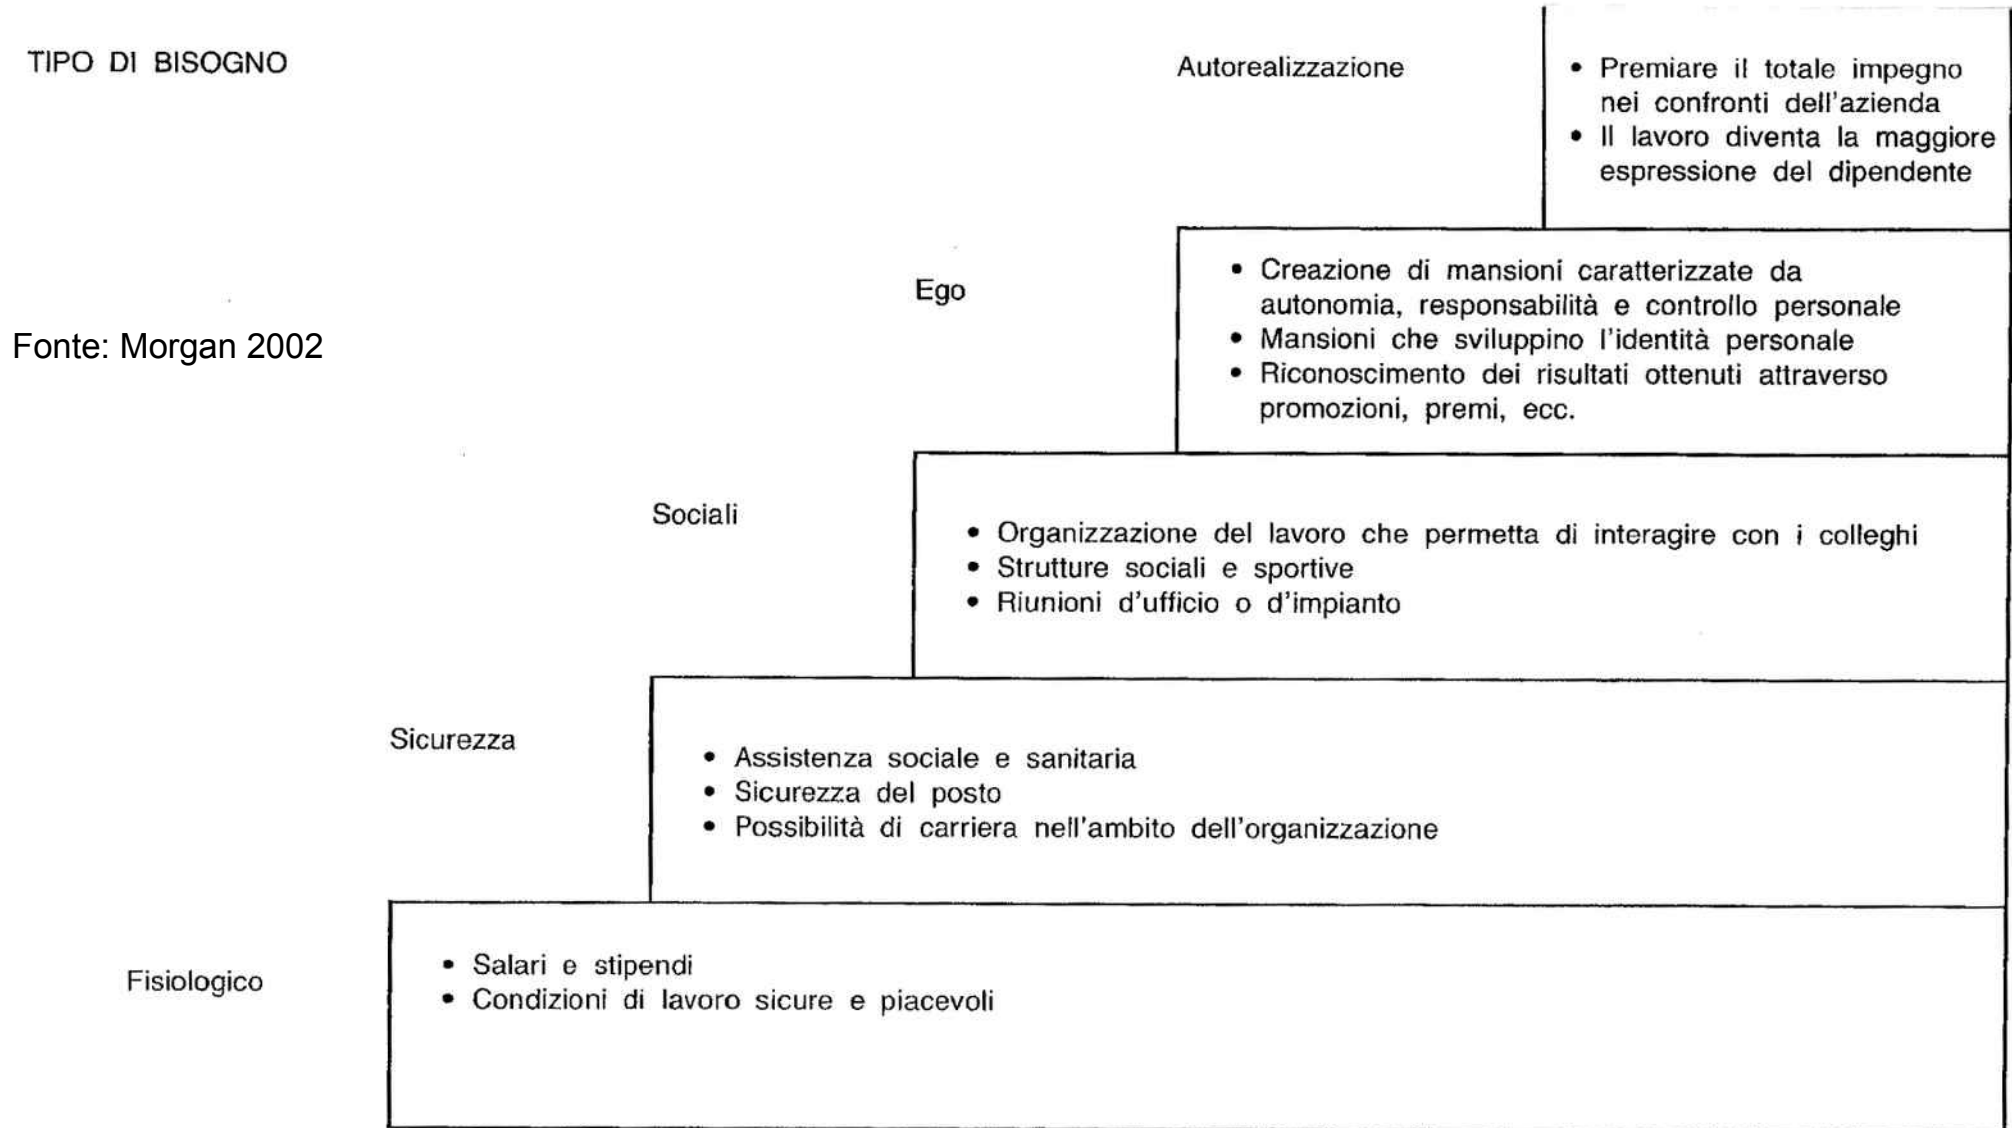 TIPO DI BISOGNO
Autorealizzazione
• Premiare il totale impegno
nei confronti dell'azienda
• Il lavoro diventa la maggiore
espressione del dipendente
Ego
• Creazione di mansioni caratterizzate da
autonomia, responsabilità e controllo personale
• Mansioni che sviluppino l'identità personale
• Riconoscimento dei risultati ottenuti attraverso
promozioni, premi, ecc.
Fonte: Morgan 2002
Sociali
• Organizzazione del lavoro che permetta di interagire con i colleghi
• Strutture sociali e sportive
• Riunioni d'ufficio o d'impianto
Sicurezza
• Assistenza sociale e sanitaria
• Sicurezza del posto
• Possibilità di carriera nell'ambito dell'organizzazione
Fisiologico
• Salari e stipendi
• Condizioni di lavoro sicure e piacevoli